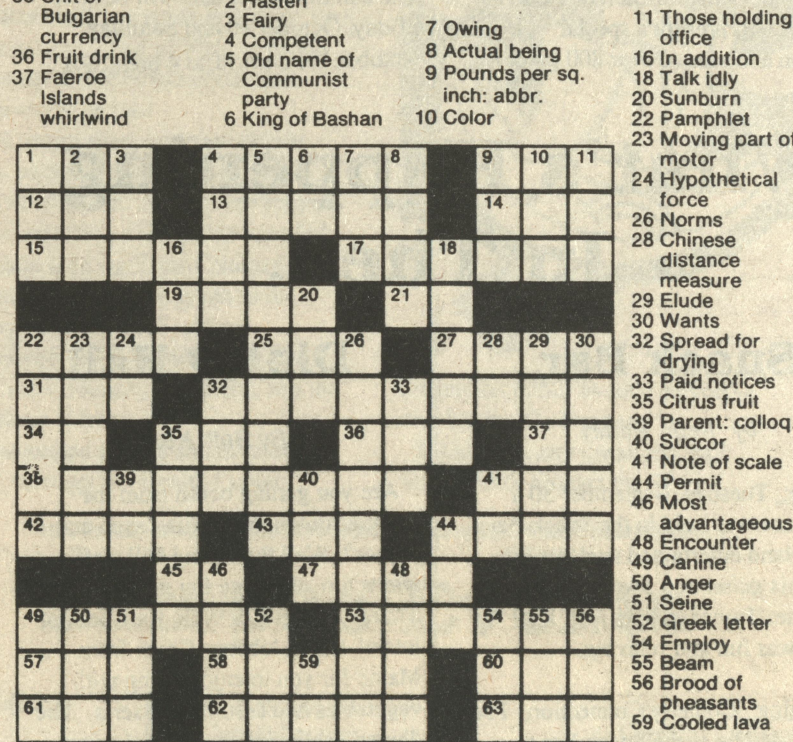 Bulgarian
currency
36 Fruit drink
37 Faeroe
Islands
whirlwind
2 Hasten
3 Fairy
4 Competent
5 Old name of
Communist
party
6 King of Bashan
7 Owing
8 Actual being
9 Pounds per sq.
inch: abbr.
10 Color
11 Those holding
office
16 In addition
18 Talk idly
20 Sunburn
22 Pamphlet
23 Moving part of
motor
24 Hypothetical
force
26 Norms
28 Chinese
distance
measure
29 Elude
30 Wants
32 Spread for
drying
33 Paid notices
35 Citrus fruit
39 Parent: colloq.
40 Succor
41 Note of scale
44 Permit
46 Most
advantageous
48 Encounter
49 Canine
50 Anger
51 Seine
52 Greek letter
54 Employ
55 Beam
56 Brood of
pheasants
59 Cooled lava
1 2 3 4 5 6 7 8 9 10 11
12 13 14
15 16 17 18
19 20 21
22 23 24 25 26 27 28 29 30
31 32 33
34 35 36 37
38 39 40 41
42 43 44
45 46 47 48
49 50 51 52 53 54 55 56
57 58 59 60
61 62 63